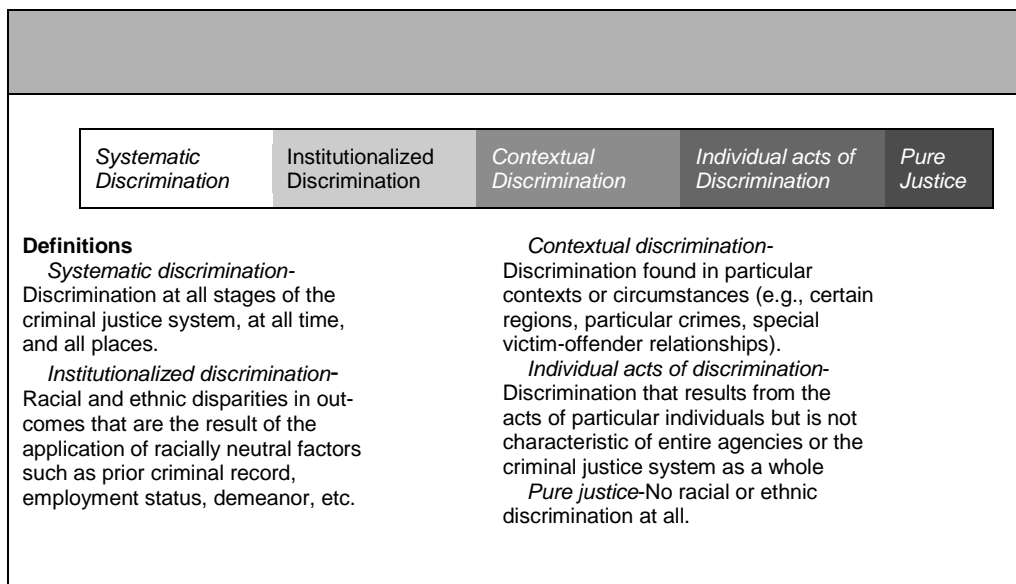 Systematic
Discrimination
Institutionalized
Discrimination
Contextual
Discrimination
Individual acts of
Discrimination
Pure
Justice
Definitions
Systematic discrimination-
Discrimination at all stages of the
criminal justice system, at all time,
and all places.
Institutionalized discrimination-
Racial and ethnic disparities in out-
comes that are the result of the
application of racially neutral factors
such as prior criminal record,
employment status, demeanor, etc.
Contextual discrimination-
Discrimination found in particular
contexts or circumstances (e.g., certain
regions, particular crimes, special
victim-offender relationships).
Individual acts of discrimination-
Discrimination that results from the
acts of particular individuals but is not
characteristic of entire agencies or the
criminal justice system as a whole
Pure justice-No racial or ethnic
discrimination at all.